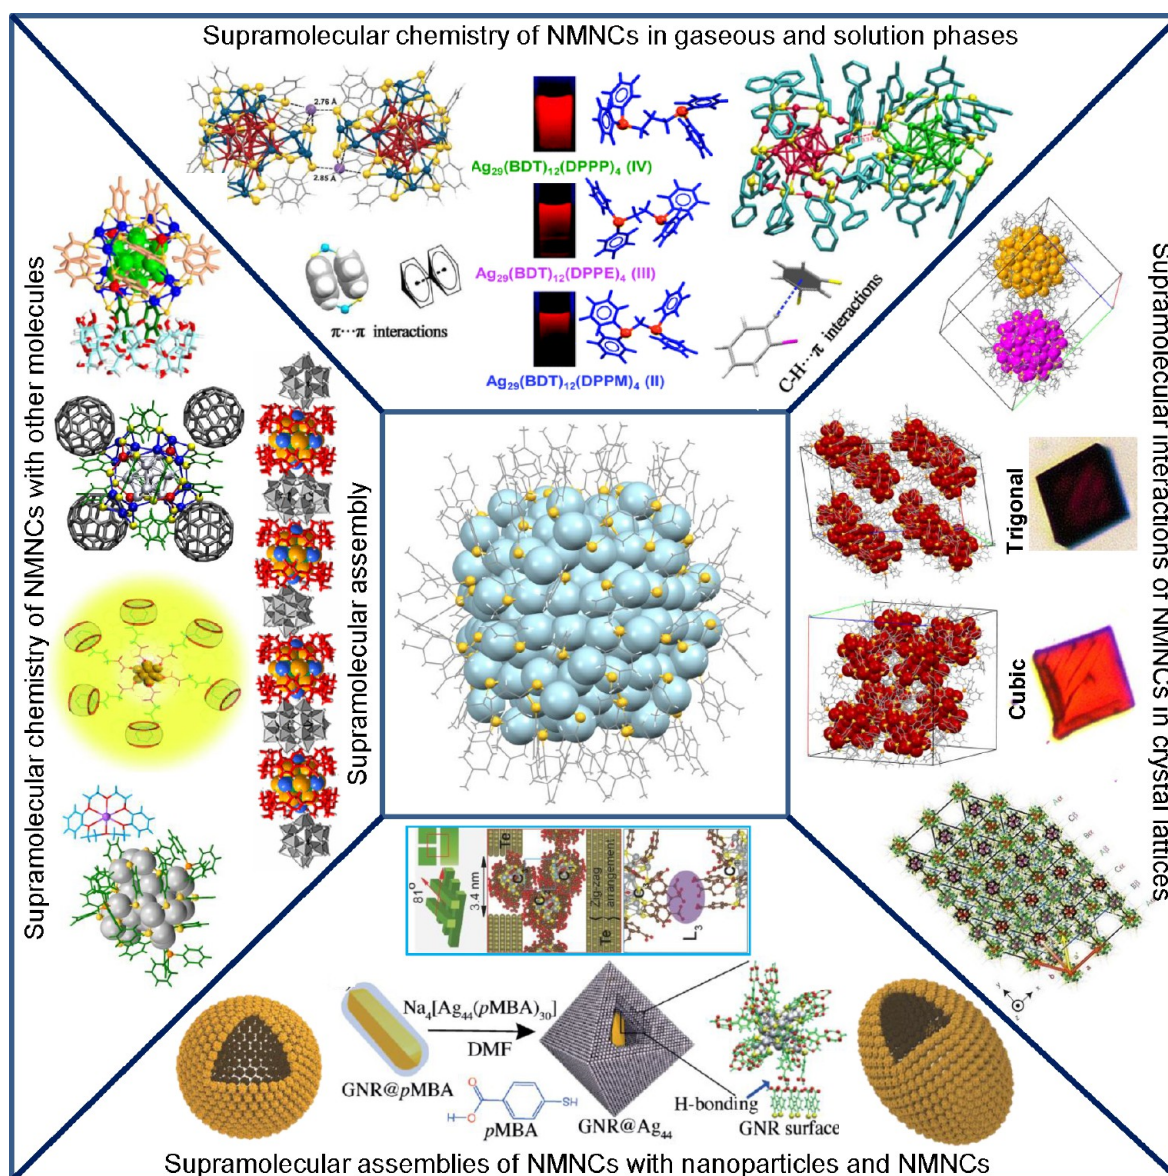 Supramolecular chemistry of NMNCs in gaseous and solution phases
2.76 Å
2.85 Å
Ag29(BDT)12(DPPP)4 (IV)
Ag29(BDT)12(DPPE)4 (III)
Ag29(BDT)12(DPPM)4 (II)
π···π interactions
C-H···π interactions
Supramolecular chemistry of NMNCs with other molecules
Supramolecular assembly
Supramolecular interactions of NMNCs in crystal lattices
Trigonal
Cubic
81°
3.4 nm
Te
C
C
C
Te
Zig-zag
arrangement
C
C
L3
Na4[Ag44(pMBA)30]
DMF
GNR@pMBA
O
H
O
SH
pMBA
GNR@Ag44
H-bonding
GNR surface
Supramolecular assemblies of NMNCs with nanoparticles and NMNCs